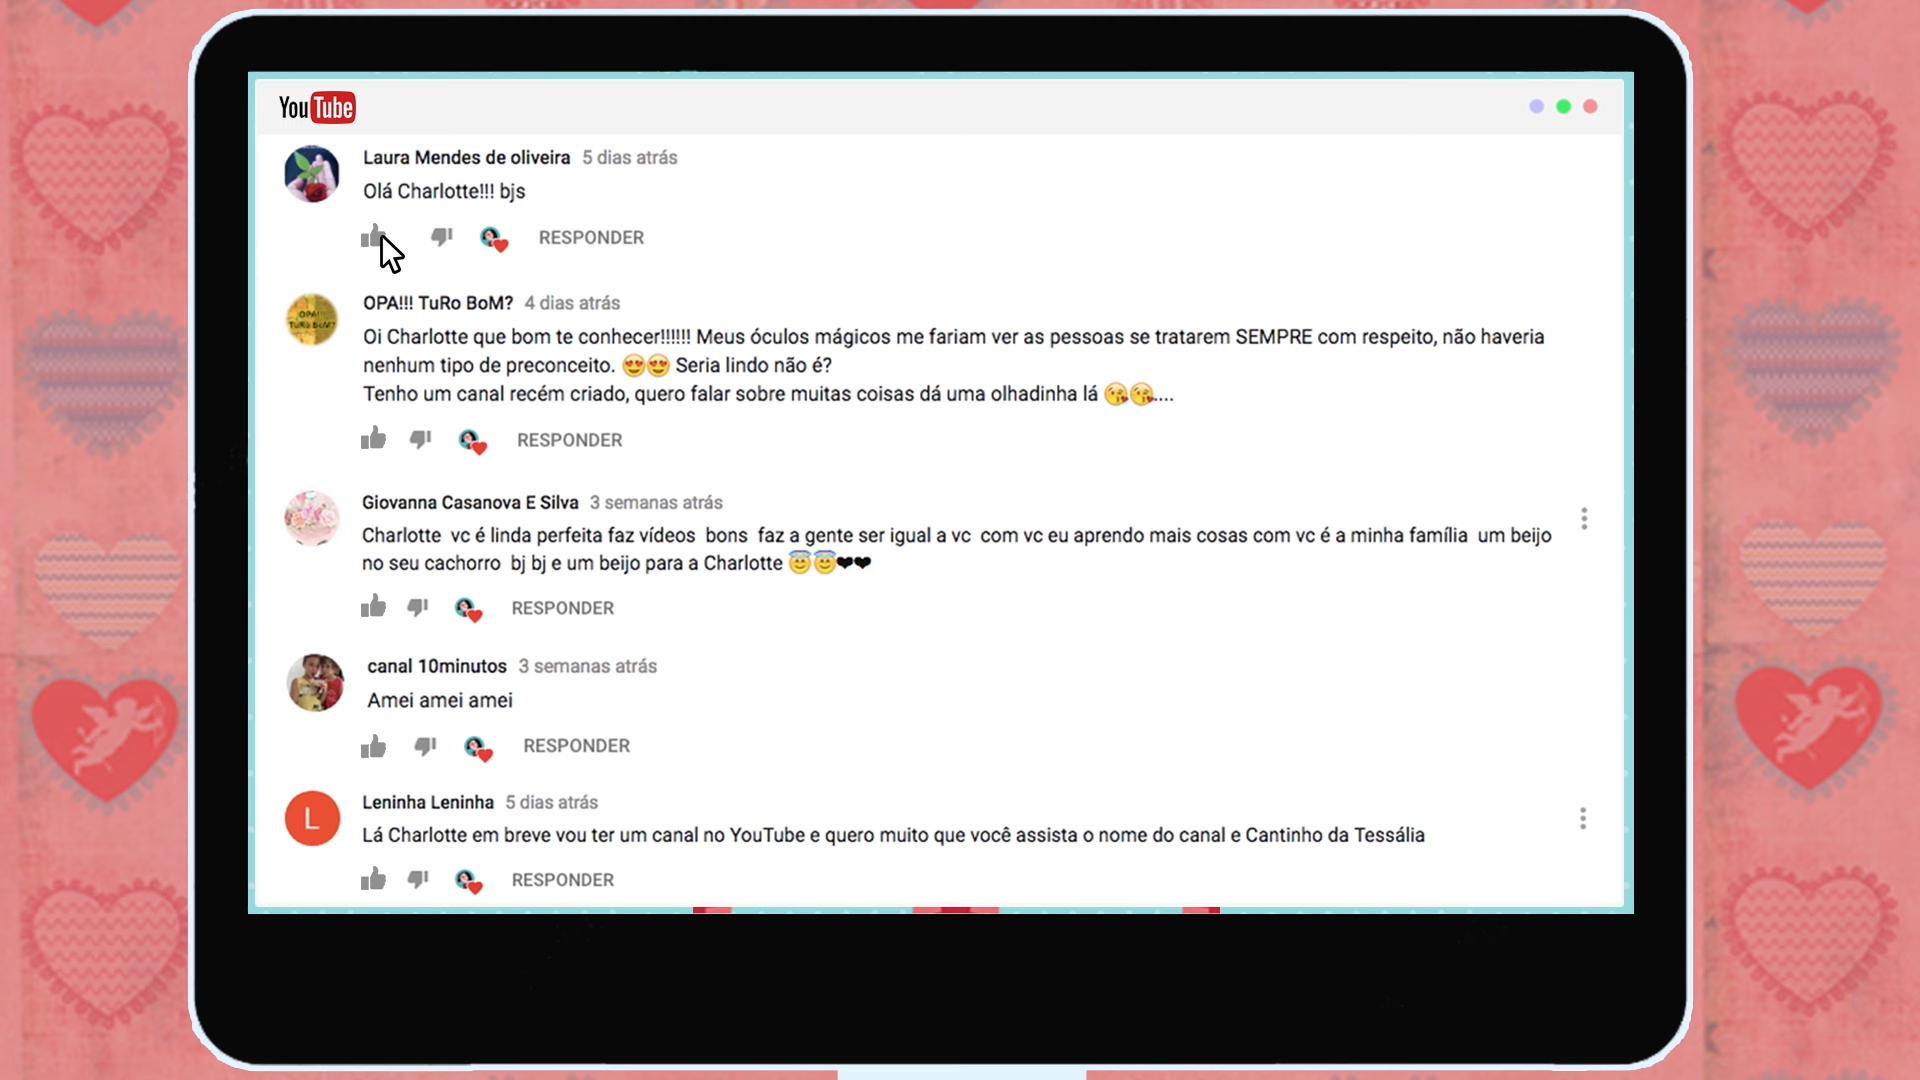 YouTube
Laura Mendes de oliveira 5 dias atrás
Olá Charlotte!!! bjs
RESPONDER
OPA!!! TuRo BoM?
OPA!!! TuRo BoM? 4 dias atrás
Oi Charlotte que bom te conhecer!!!!!! Meus óculos mágicos me fariam ver as pessoas se tratarem SEMPRE com respeito, não haveria
nenhum tipo de preconceito. 😍😍 Seria lindo não é?
Tenho um canal recém criado, quero falar sobre muitas coisas dá uma olhadinha lá 😘😘....
RESPONDER
Giovanna Casanova E Silva 3 semanas atrás
Charlotte vc é linda perfeita faz vídeos bons faz a gente ser igual a vc com vc eu aprendo mais cosas com vc é a minha família um beijo
no seu cachorro bj bj e um beijo para a Charlotte 😇😇❤❤
RESPONDER
canal 10minutos 3 semanas atrás
Amei amei amei
RESPONDER
L
Leninha Leninha 5 dias atrás
Lá Charlotte em breve vou ter um canal no YouTube e quero muito que você assista o nome do canal e Cantinho da Tessália
RESPONDER